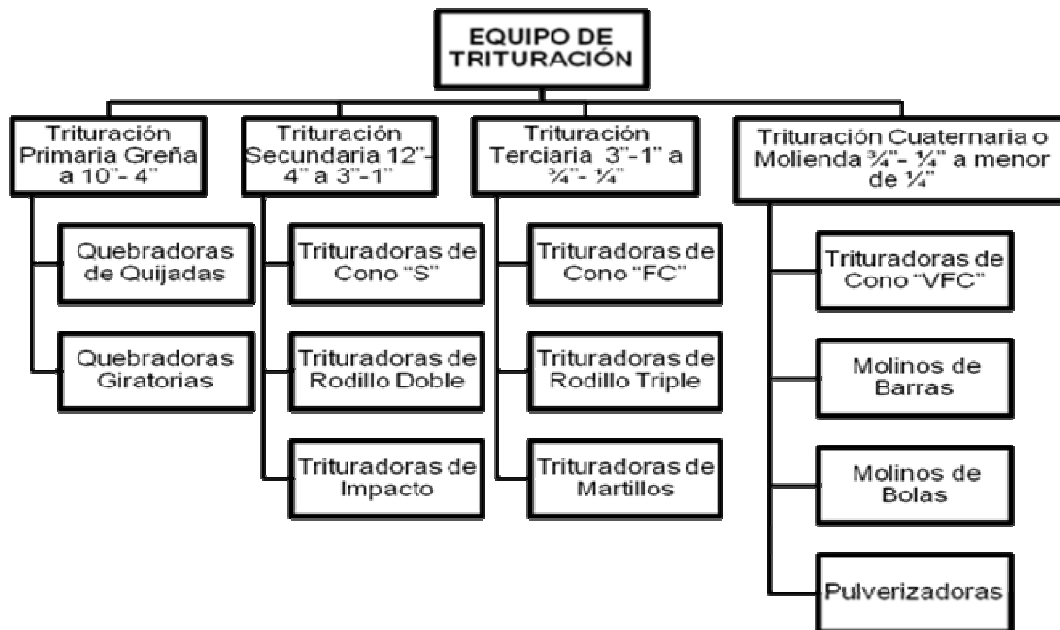 EQUIPO DE
TRITURACIÓN
Trituración
Primaria Greña
a 10”- 4”
Quebradoras
de Quijadas
Quebradoras
Giratorias
Trituración
Secundaria 12”-
4” a 3”-1”
Trituradoras de
Cono “S”
Trituradoras de
Rodillo Doble
Trituradoras de
Impacto
Trituración
Terciaria 3”-1” a
¾”- ¼”
Trituradoras de
Cono “FC”
Trituradoras de
Rodillo Triple
Trituradoras de
Martillos
Trituración Cuaternaria o
Molienda ¾”- ¼” a menor
de ¼”
Trituradoras de
Cono “VFC”
Molinos de
Barras
Molinos de
Bolas
Pulverizadoras